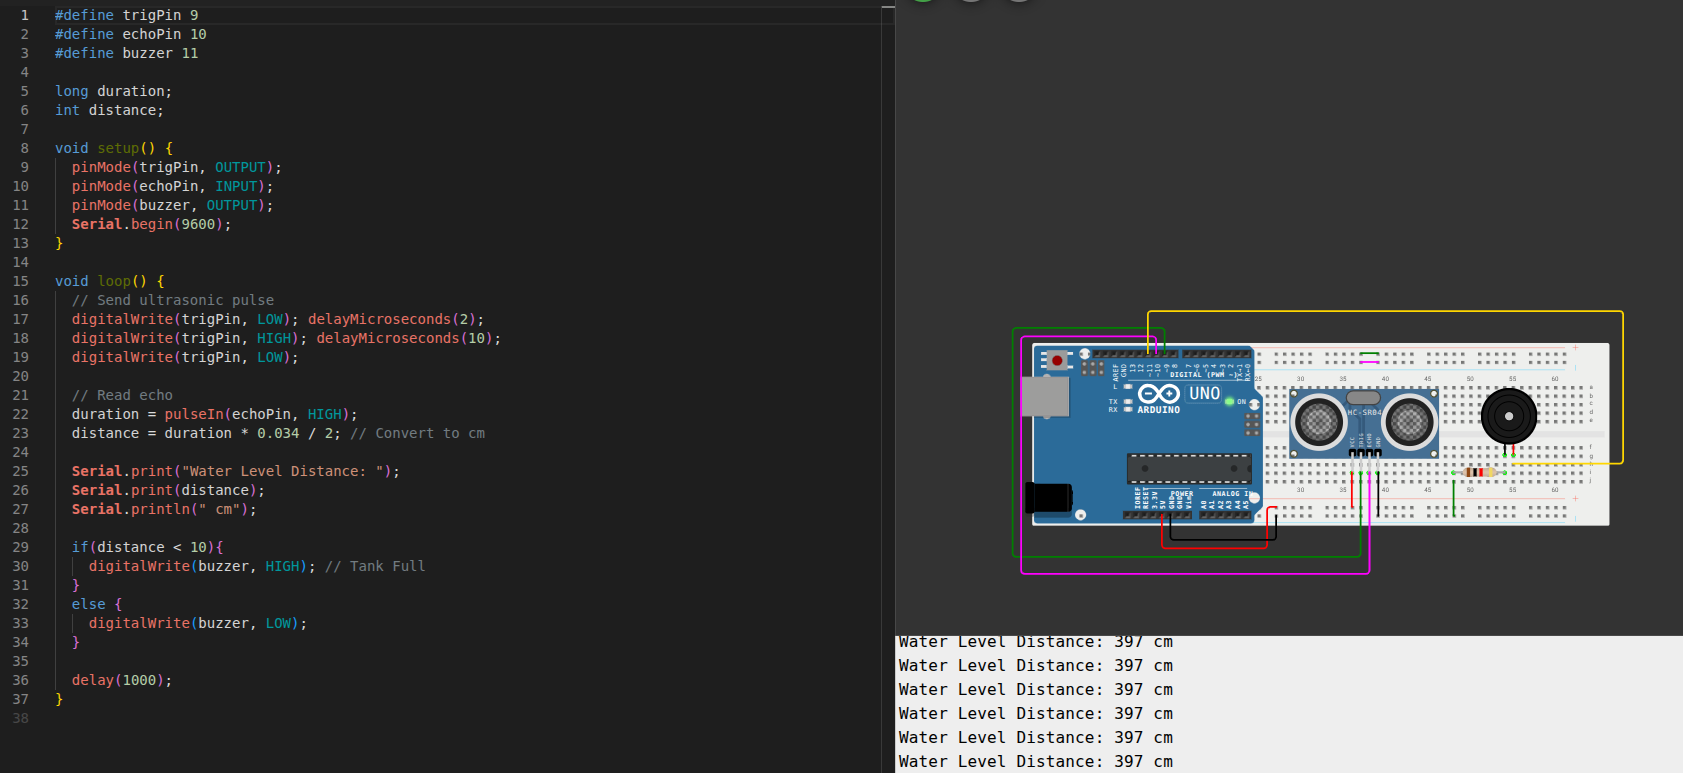 1 #define trigPin 9
2 #define echoPin 10
3 #define buzzer 11
4
5 long duration;
6 int distance;
7
8 void setup() {
9   pinMode(trigPin, OUTPUT);
10   pinMode(echoPin, INPUT);
11   pinMode(buzzer, OUTPUT);
12   Serial.begin(9600);
13 }
14
15 void loop() {
16   // Send ultrasonic pulse
17   digitalWrite(trigPin, LOW); delayMicroseconds(2);
18   digitalWrite(trigPin, HIGH); delayMicroseconds(10);
19   digitalWrite(trigPin, LOW);
20
21   // Read echo
22   duration = pulseIn(echoPin, HIGH);
23   distance = duration * 0.034 / 2; // Convert to cm
24
25   Serial.print("Water Level Distance: ");
26   Serial.print(distance);
27   Serial.println(" cm");
28
29   if(distance < 10){
30     digitalWrite(buzzer, HIGH); // Tank Full
31   }
32   else {
33     digitalWrite(buzzer, LOW);
34   }
35
36   delay(1000);
37 }
38
AREF GND 13 12 ~11 ~10 ~9 8 7 ~6 ~5 4 ~3 2 TX→1 RX←0
DIGITAL (PWM ~)
L
TX
RX
UNO
ARDUINO
ON
IOREF RESET 3.3V 5V GND GND Vin
POWER
ANALOG IN
A0 A1 A2 A3 A4 A5
25 30 35 40 45 50 55 60
HC-SR04
VCC TRIG ECHO GND
30 35 40 45 50 55 60
Water Level Distance: 397 cm
Water Level Distance: 397 cm
Water Level Distance: 397 cm
Water Level Distance: 397 cm
Water Level Distance: 397 cm
Water Level Distance: 397 cm